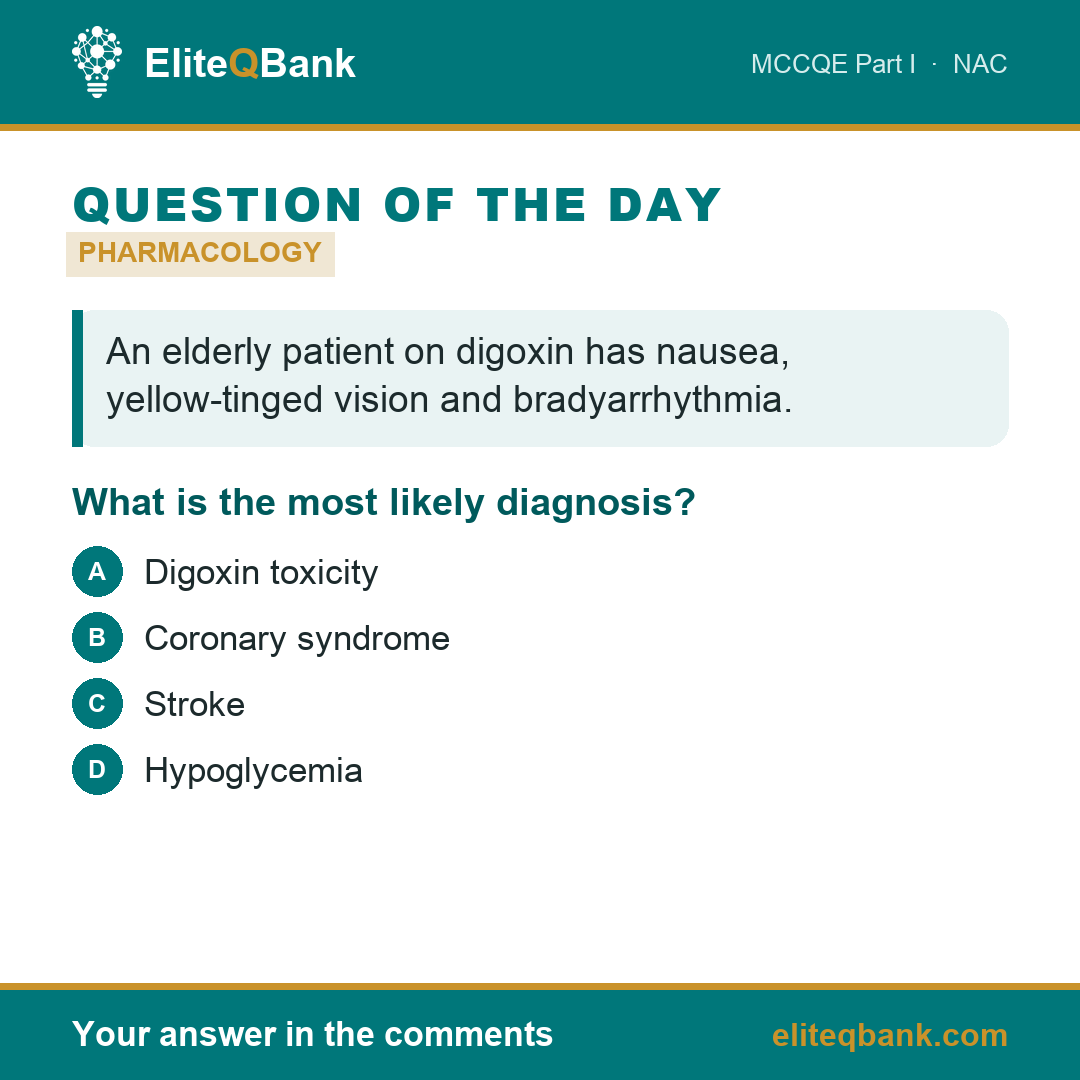 EliteQBank
MCCQE Part I · NAC
QUESTION OF THE DAY
PHARMACOLOGY
An elderly patient on digoxin has nausea,
yellow-tinged vision and bradyarrhythmia.
What is the most likely diagnosis?
A Digoxin toxicity
B Coronary syndrome
C Stroke
D Hypoglycemia
Your answer in the comments
eliteqbank.com